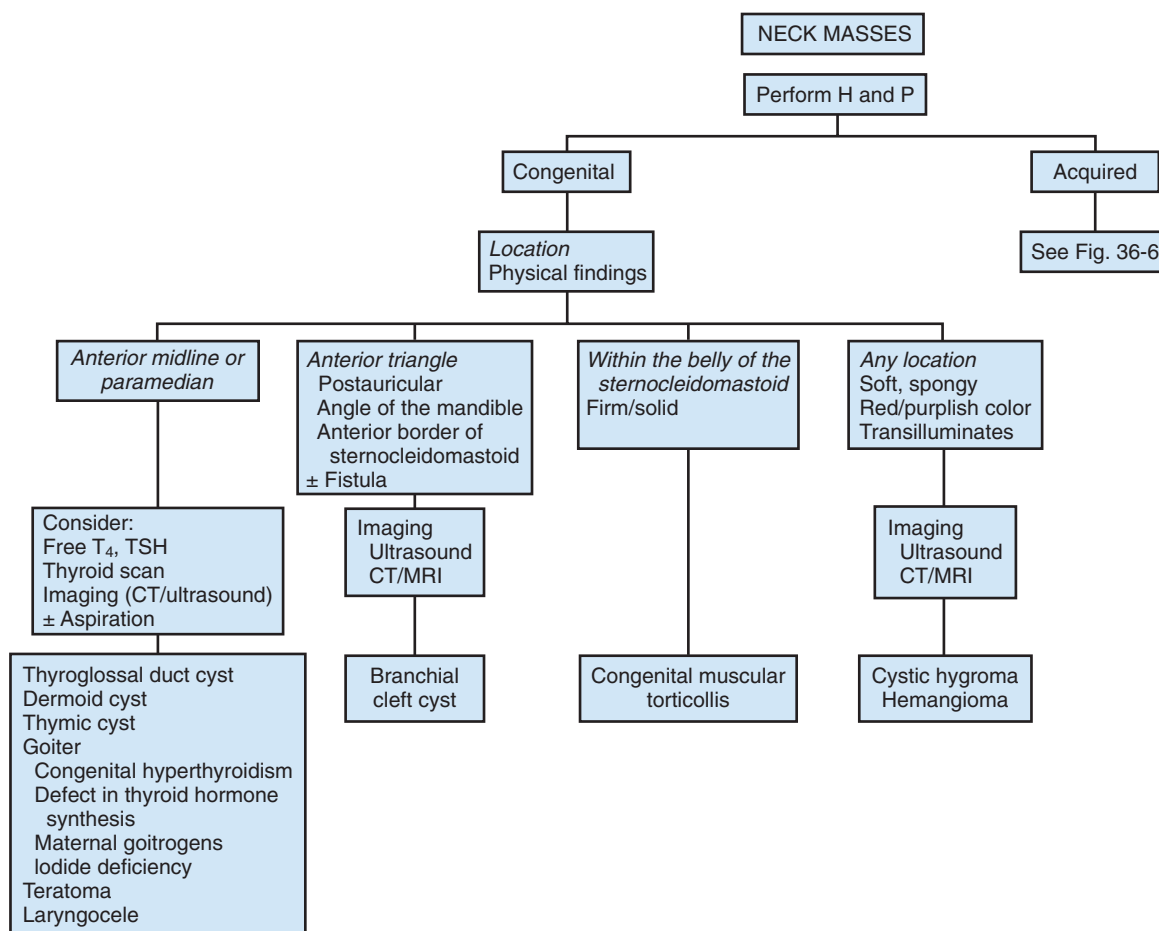 NECK MASSES
Perform H and P
Congenital
Acquired
Location
Physical findings
See Fig. 36-6
Anterior midline or
paramedian
Anterior triangle
Postauricular
Angle of the mandible
Anterior border of
sternocleidomastoid
± Fistula
Within the belly of the
sternocleidomastoid
Firm/solid
Any location
Soft, spongy
Red/purplish color
Transilluminates
Consider:
Free T₄, TSH
Thyroid scan
Imaging (CT/ultrasound)
± Aspiration
Imaging
Ultrasound
CT/MRI
Imaging
Ultrasound
CT/MRI
Thyroglossal duct cyst
Dermoid cyst
Thymic cyst
Goiter
Congenital hyperthyroidism
Defect in thyroid hormone
synthesis
Maternal goitrogens
Iodide deficiency
Teratoma
Laryngocele
Branchial
cleft cyst
Congenital muscular
torticollis
Cystic hygroma
Hemangioma